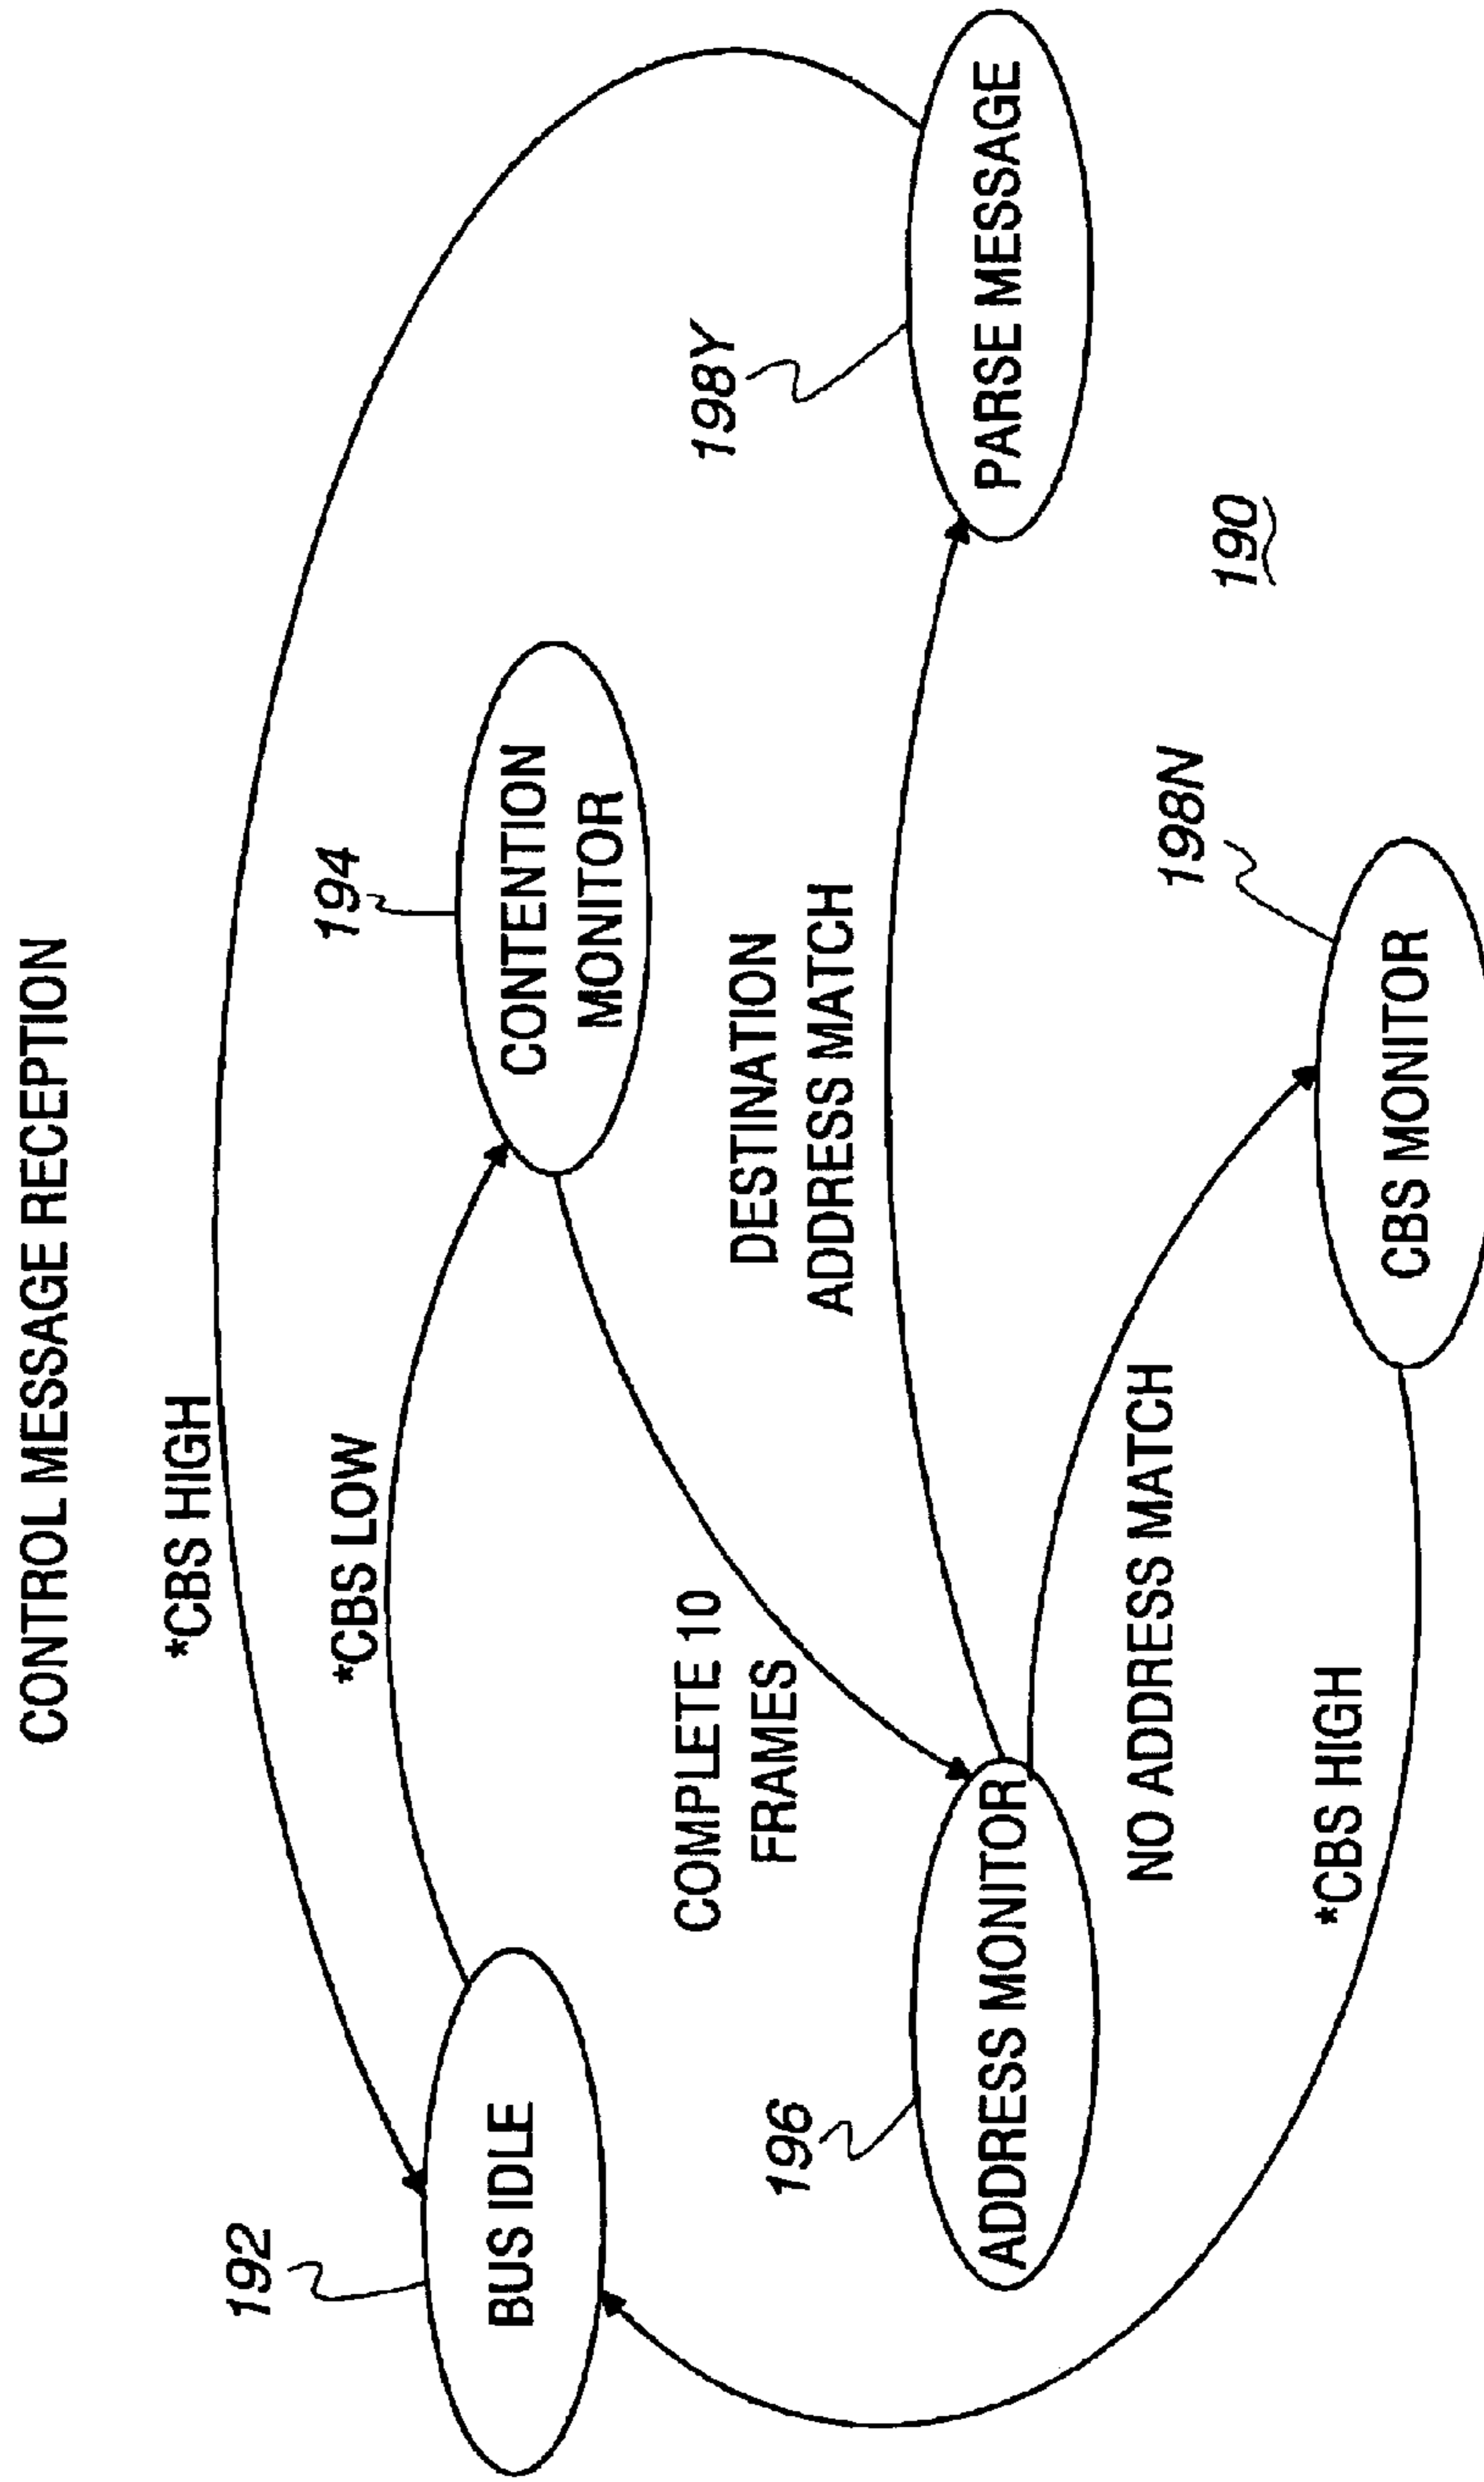 CONTROL MESSAGE RECEPTION
*CBS HIGH
*CBS LOW
192
194
BUS IDLE
CONTENTION
MONITOR
COMPLETE 10
FRAMES
DESTINATION
ADDRESS MATCH
198Y
196
ADDRESS MONITOR
PARSE MESSAGE
NO ADDRESS MATCH
198N
190
*CBS HIGH
CBS MONITOR